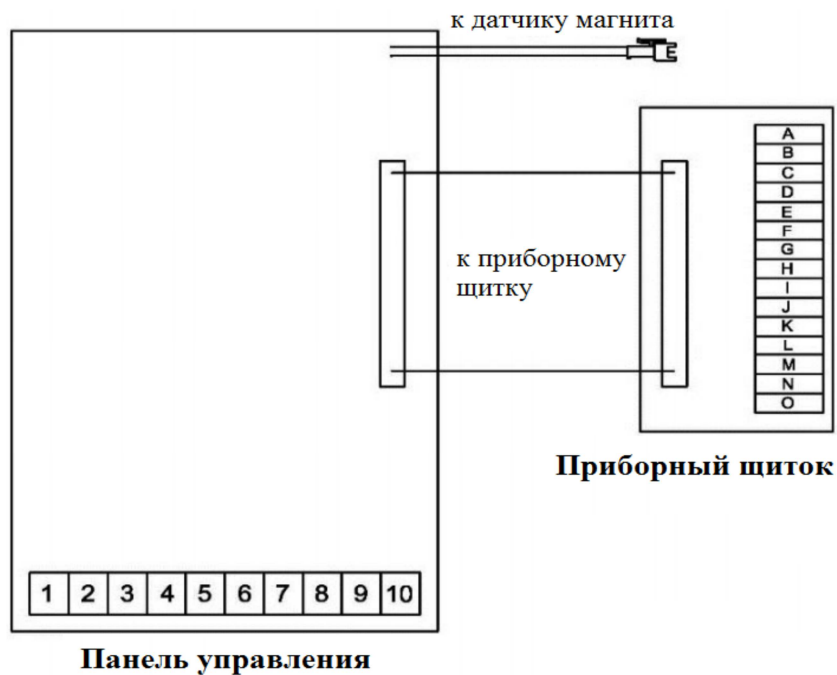 к датчику магнита
A
B
C
D
E
F
G
H
I
J
K
L
M
N
O
к приборному
щитку
Приборный щиток
1 2 3 4 5 6 7 8 9 10
Панель управления